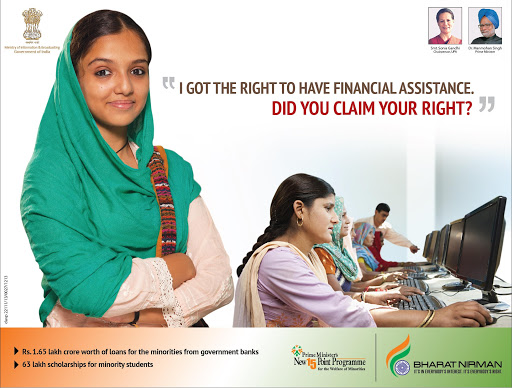 Ministry of Information & Broadcasting
Government of India
Smt. Sonia Gandhi
Chairperson, UPA
Dr. Manmohan Singh
Prime Minister
"I GOT THE RIGHT TO HAVE FINANCIAL ASSISTANCE.
DID YOU CLAIM YOUR RIGHT?"
Rs. 1.65 lakh crore worth of loans for the minorities from government banks
63 lakh scholarships for minority students
Prime Minister's
New 15 Point Programme
for the Welfare of Minorities
BHARAT NIRMAN
IT'S IN EVERYBODY'S INTEREST. IT'S EVERYBODY'S RIGHT.